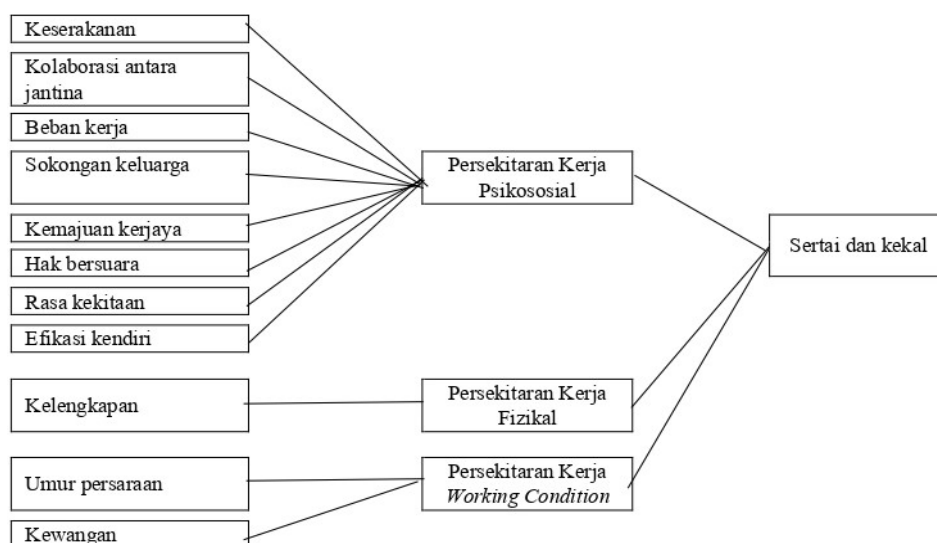 Keserakanan
Kolaborasi antara
jantina
Beban kerja
Sokongan keluarga
Kemajuan kerjaya
Hak bersuara
Rasa kekitaan
Efikasi kendiri
Kelengkapan
Umur persaraan
Kewangan
Persekitaran Kerja
Psikososial
Persekitaran Kerja
Fizikal
Persekitaran Kerja
Working Condition
Sertai dan kekal